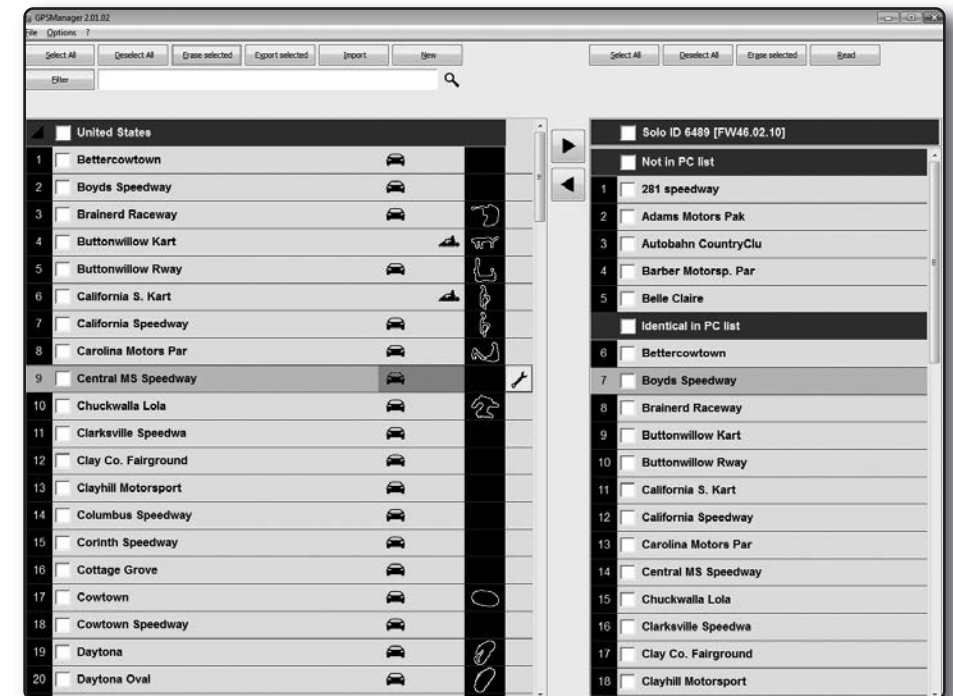 GPSManager 2.01.02
File Options ?
Select All Deselect All Erase selected Export selected Import New
Filter
United States
1 Bettercowtown
2 Boyds Speedway
3 Brainerd Raceway
4 Buttonwillow Kart
5 Buttonwillow Rway
6 California S. Kart
7 California Speedway
8 Carolina Motors Par
9 Central MS Speedway
10 Chuckwalla Lola
11 Clarksville Speedwa
12 Clay Co. Fairground
13 Clayhill Motorsport
14 Columbus Speedway
15 Corinth Speedway
16 Cottage Grove
17 Cowtown
18 Cowtown Speedway
19 Daytona
20 Daytona Oval
Select All Deselect All Erase selected Read
Solo ID 6489 [FW46.02.10]
Not in PC list
1 281 speedway
2 Adams Motors Pak
3 Autobahn CountryClu
4 Barber Motorsp. Par
5 Belle Claire
Identical in PC list
6 Bettercowtown
7 Boyds Speedway
8 Brainerd Raceway
9 Buttonwillow Kart
10 Buttonwillow Rway
11 California S. Kart
12 California Speedway
13 Carolina Motors Par
14 Central MS Speedway
15 Chuckwalla Lola
16 Clarksville Speedwa
17 Clay Co. Fairground
18 Clayhill Motorsport